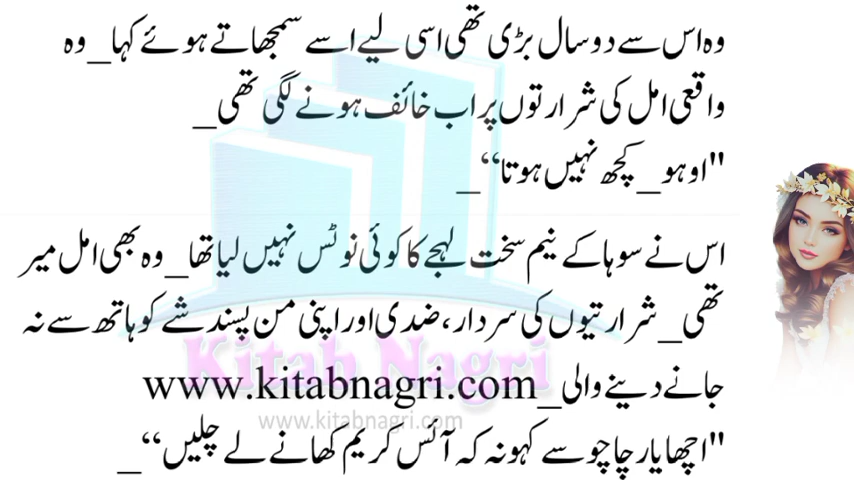 وہ اس سے دو سال بڑی تھی اسی لیے اسے سمجھاتے ہوئے کہا_ وہ
واقعی امل کی شرارتوں پر اب خائف ہونے لگی تھی_
"اوہو_ کچھ نہیں ہوتا“_
اس نے سوہا کے نیم سخت لہجے کا کوئی نوٹس نہیں لیا تھا_ وہ بھی امل میر
تھی_ شرارتیوں کی سردار، ضدی اور اپنی من پسند شے کو ہاتھ سے نہ
Kitab Nagri
جانے دینے والی_ www.kitabnagri.com
www.kitabnagri.com
"اچھا یار چاچو سے کہو نہ کہ آئس کریم کھانے لے چلیں“_